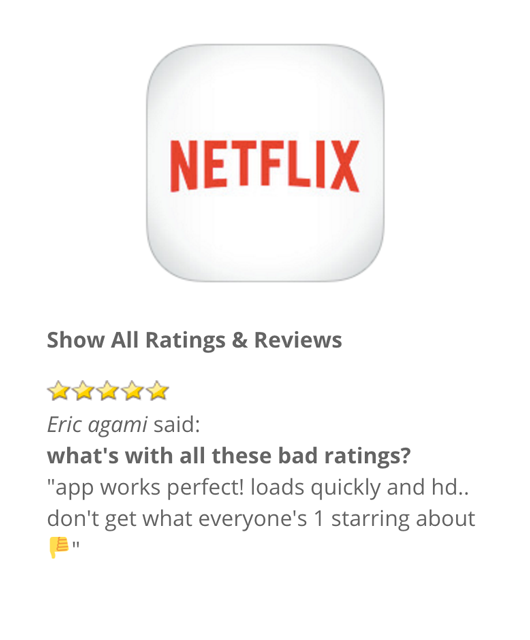 NETFLIX
Show All Ratings & Reviews
Eric agami said:
what's with all these bad ratings?
"app works perfect! loads quickly and hd..
don't get what everyone's 1 starring about
👎"